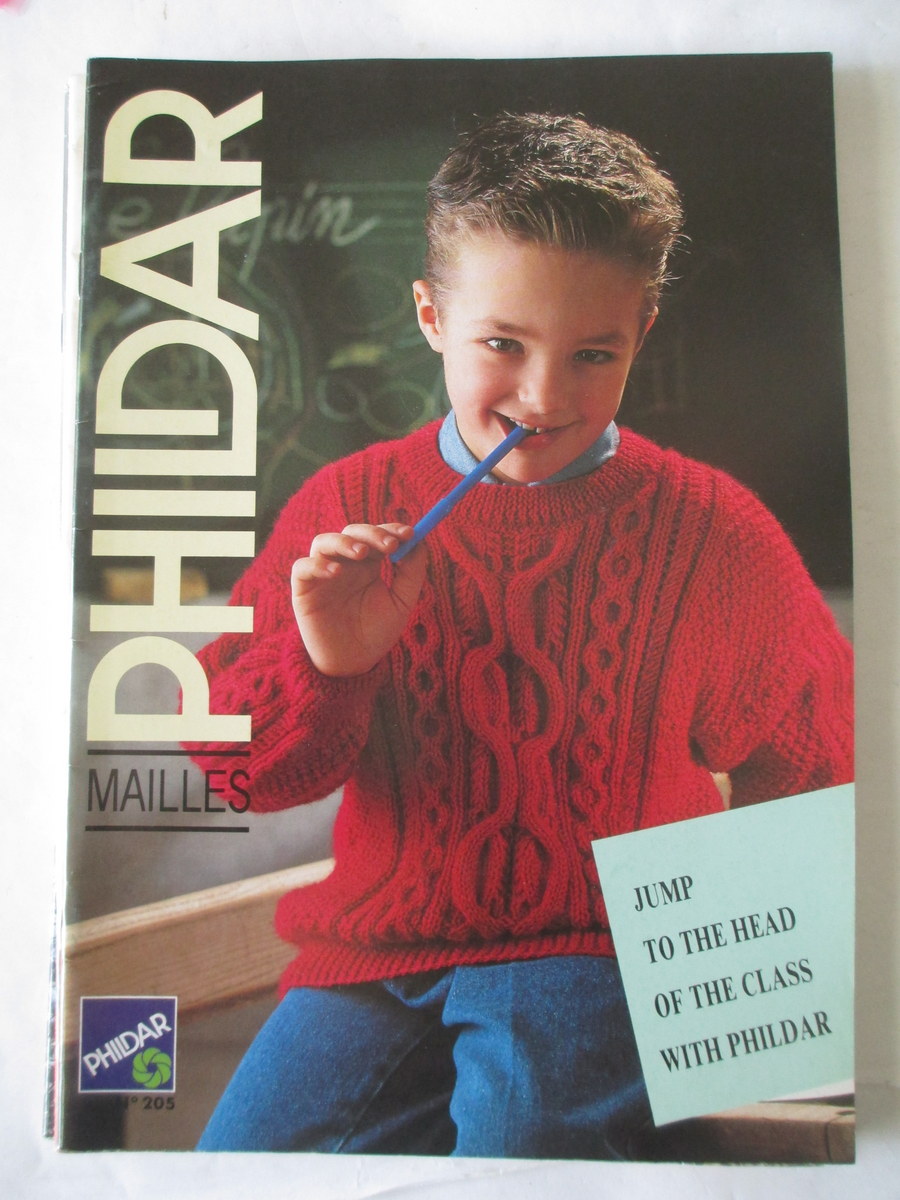 PHILDAR
MAILLES
JUMP
TO THE HEAD
OF THE CLASS
WITH PHILDAR
PHILDAR
N° 205